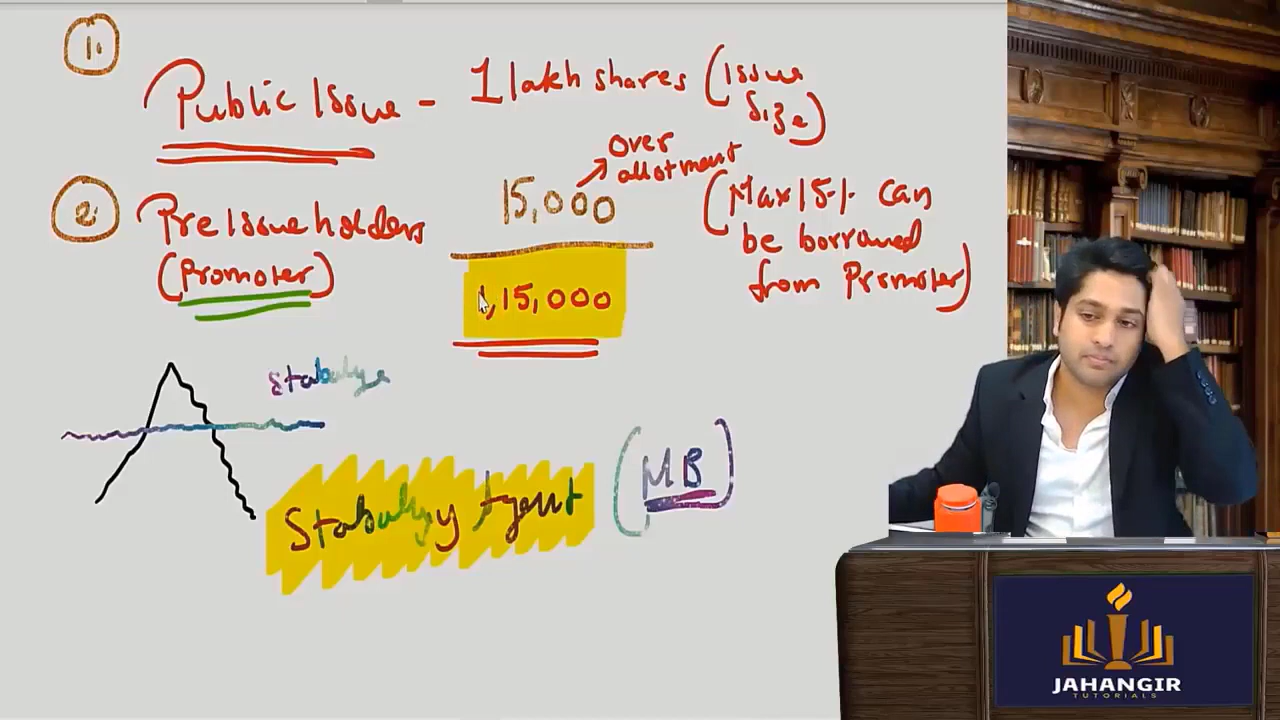 1.
Public Issue - 1 lakh shares (Issue
Size)
Over
allotment
15,000
(Max 15% can
be borrowed
from Promoter)
2.
Pre Issue holders
(Promoter)
1,15,000
Agent
(MB)
JAHANGIR
TUTORIALS